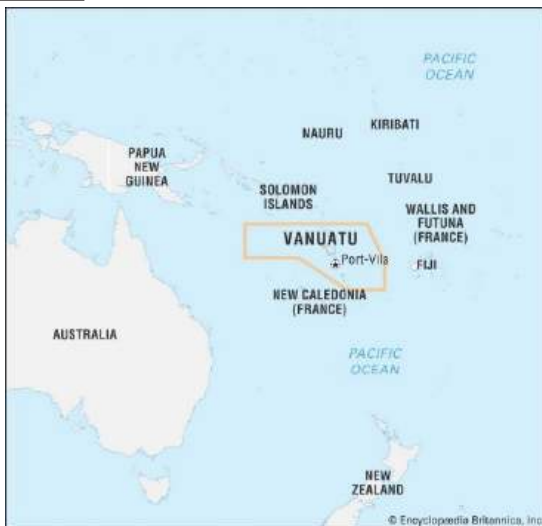 PACIFIC
OCEAN
NAURU
KIRIBATI
PAPUA
NEW
GUINEA
SOLOMON
ISLANDS
TUVALU
WALLIS AND
FUTUNA
(FRANCE)
VANUATU
Port-Vila
FIJI
NEW CALEDONIA
(FRANCE)
AUSTRALIA
PACIFIC
OCEAN
NEW
ZEALAND
© Encyclopædia Britannica, Inc